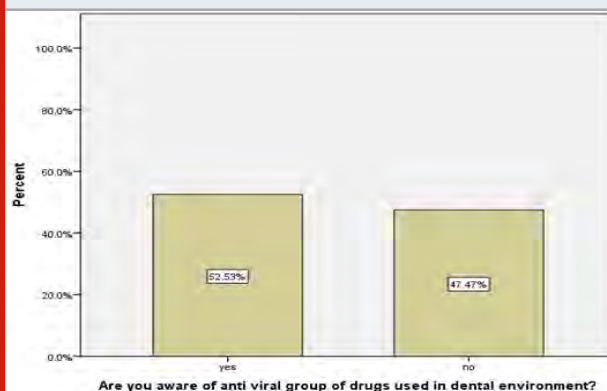 100.0%
80.0%
60.0%
40.0%
20.0%
0.0%
Percent
52.53%
47.47%
yes
no
Are you aware of anti viral group of drugs used in dental environment?